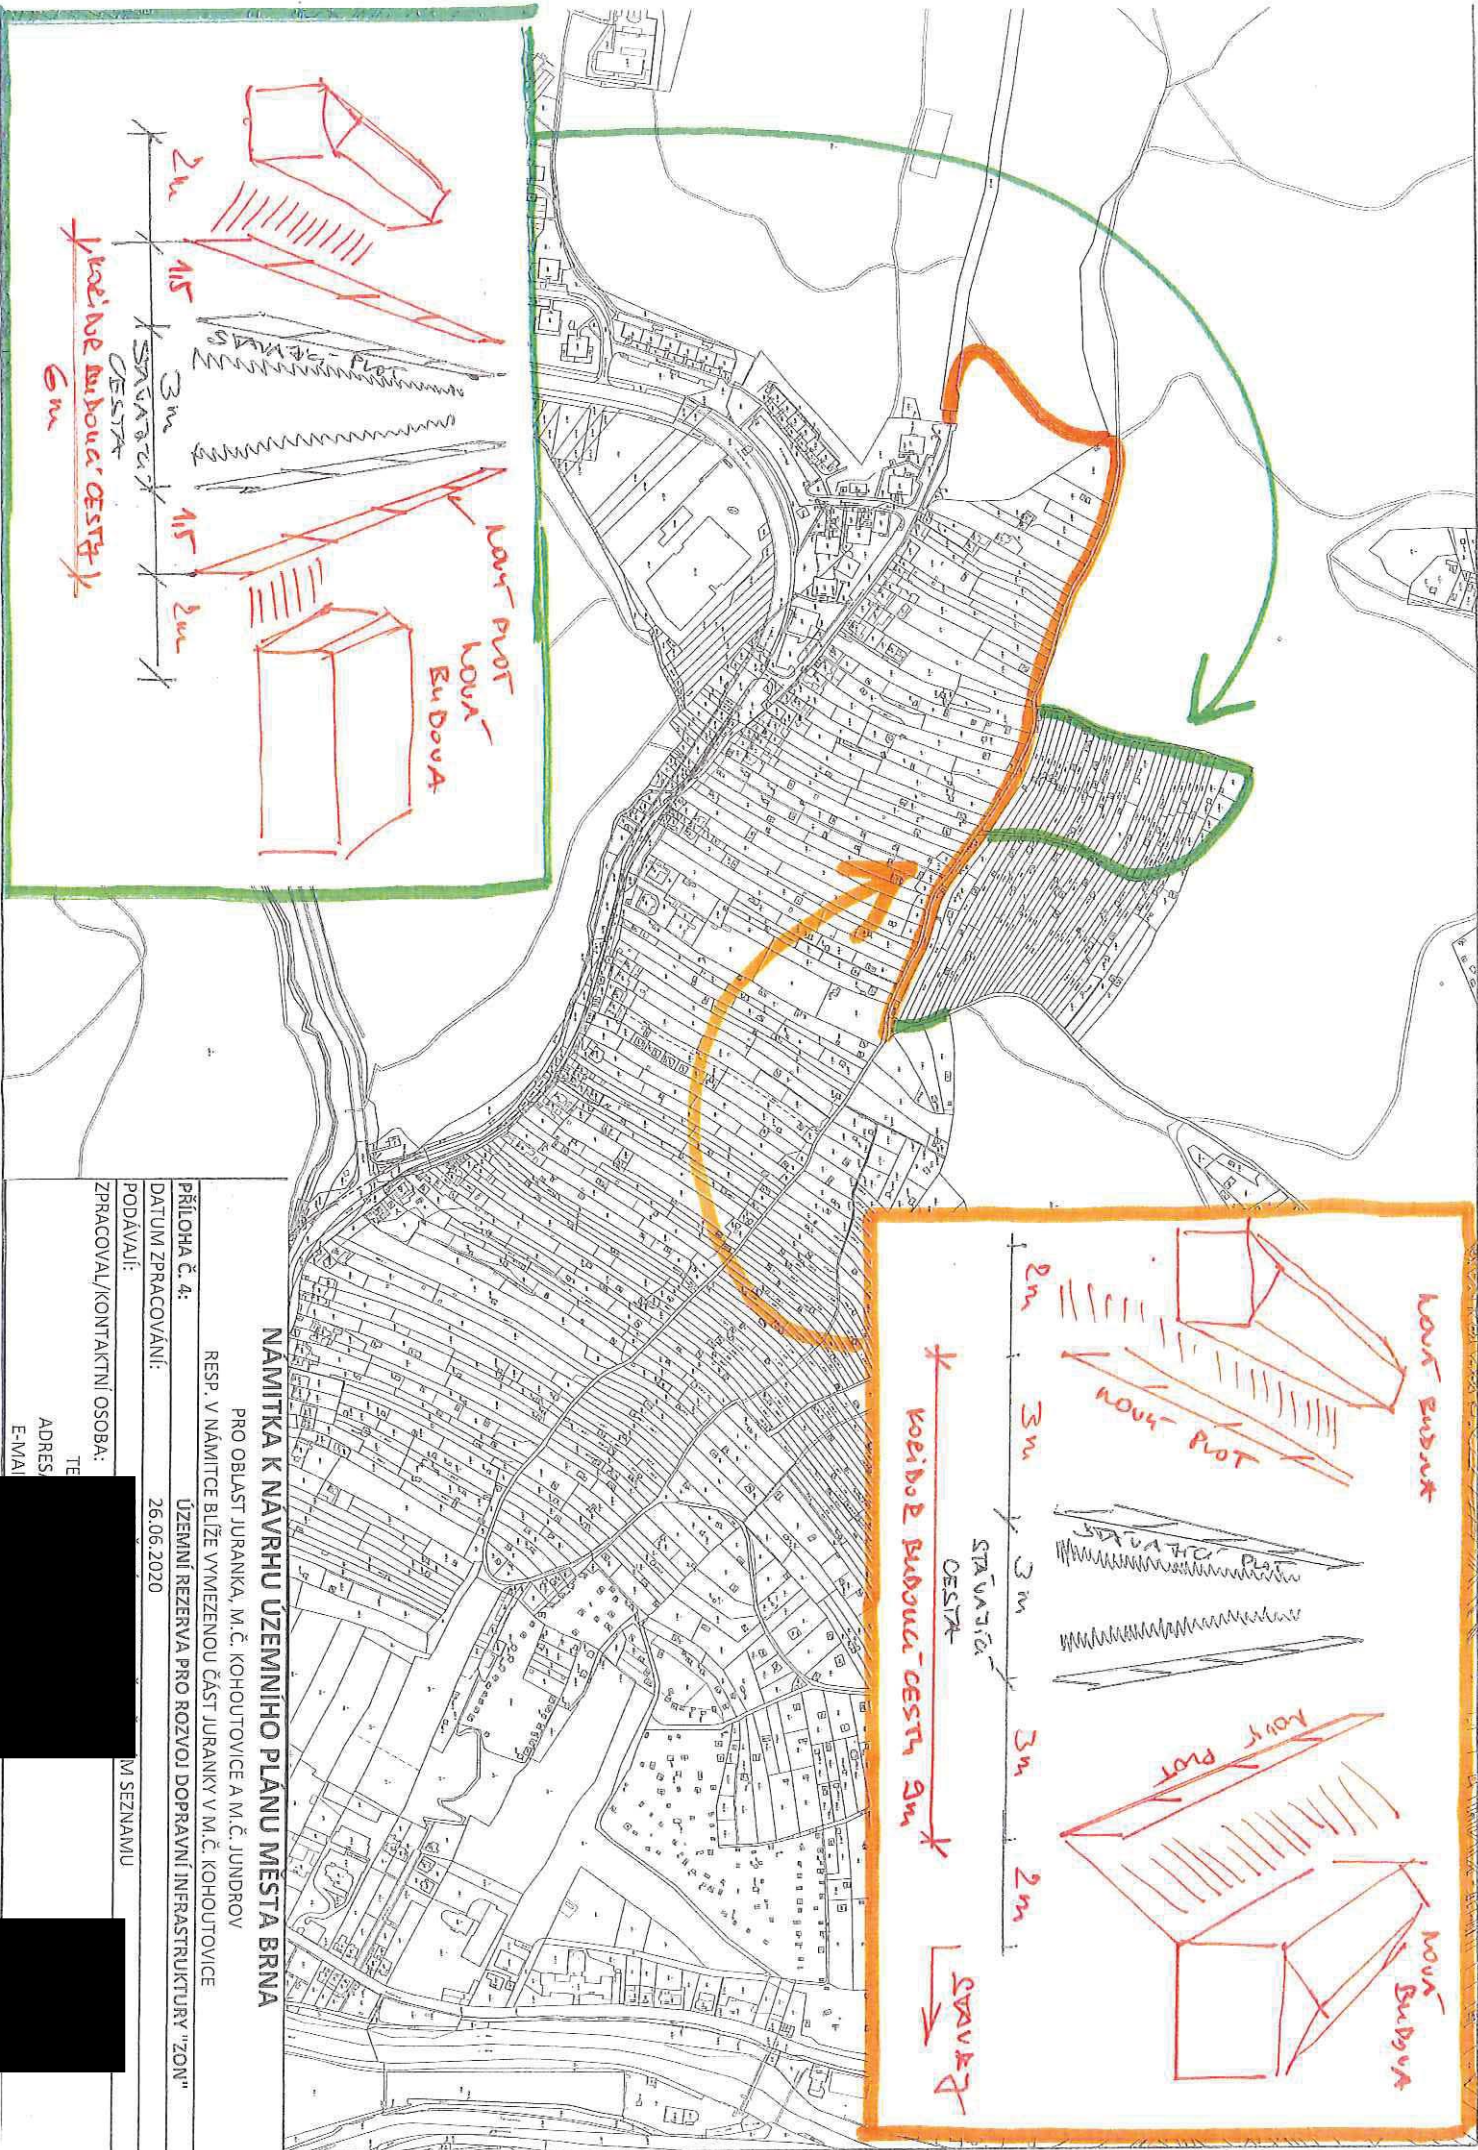 NOVÁ BUDOVA
NOVÝ PLOT
STÁVAJÍCÍ PLOT
NOVÝ
PLOT
NOVÁ
BUDOVA
2m
3m
3m
3m
2m
STÁVAJÍCÍ
CESTA
KORIDOR BUDOUCÍ CESTY 9m
NOVÝ PLOT
NOVÁ
BUDOVA
STÁVAJÍCÍ PLOT
2m
1,5
3m
1,5
2m
STÁVAJÍCÍ
CESTA
KORIDOR BUDOUCÍ CESTY
6m
NÁMITKA K NÁVRHU ÚZEMNÍHO PLÁNU MĚSTA BRNA
PRO OBLAST JURANKA, M.Č. KOHOUTOVICE A M.Č. JUNDROV
RESP. V NÁMITCE BLÍŽE VYMEZENOU ČÁST JURANKY V M.Č. KOHOUTOVICE
PŘÍLOHA Č. 4: ÚZEMNÍ REZERVA PRO ROZVOJ DOPRAVNÍ INFRASTRUKTURY "ZON"
DATUM ZPRACOVÁNÍ: 26.06.2020
PODÁVAJÍ: M SEZNAMU
ZPRACOVAL/KONTAKTNÍ OSOBA:
TE
ADRES
E-MAI